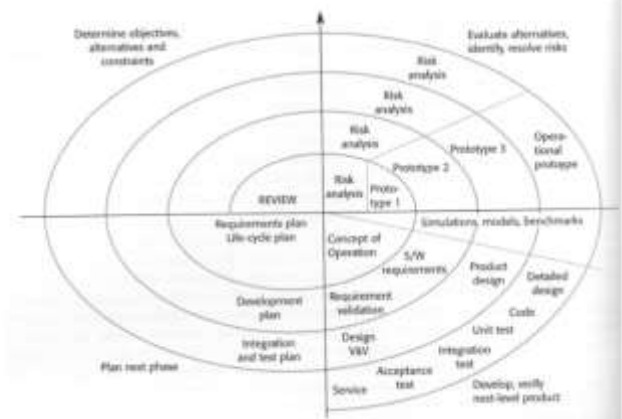 Determine objectives,
alternatives and
constraints
Evaluate alternatives,
identify, resolve risks
Risk
analysis
Risk
analysis
Risk
analysis
Risk
analysis
Proto-
type 1
Prototype 2
Prototype 3
Opera-
tional
protoype
REVIEW
Requirements plan
Life-cycle plan
Simulations, models, benchmarks
Concept of
Operation
S/W
requirements
Product
design
Detailed
design
Development
plan
Requirement
validation
Code
Unit test
Integration
and test plan
Design
V&V
Integration
test
Plan next phase
Acceptance
test
Service
Develop, verify
next-level product